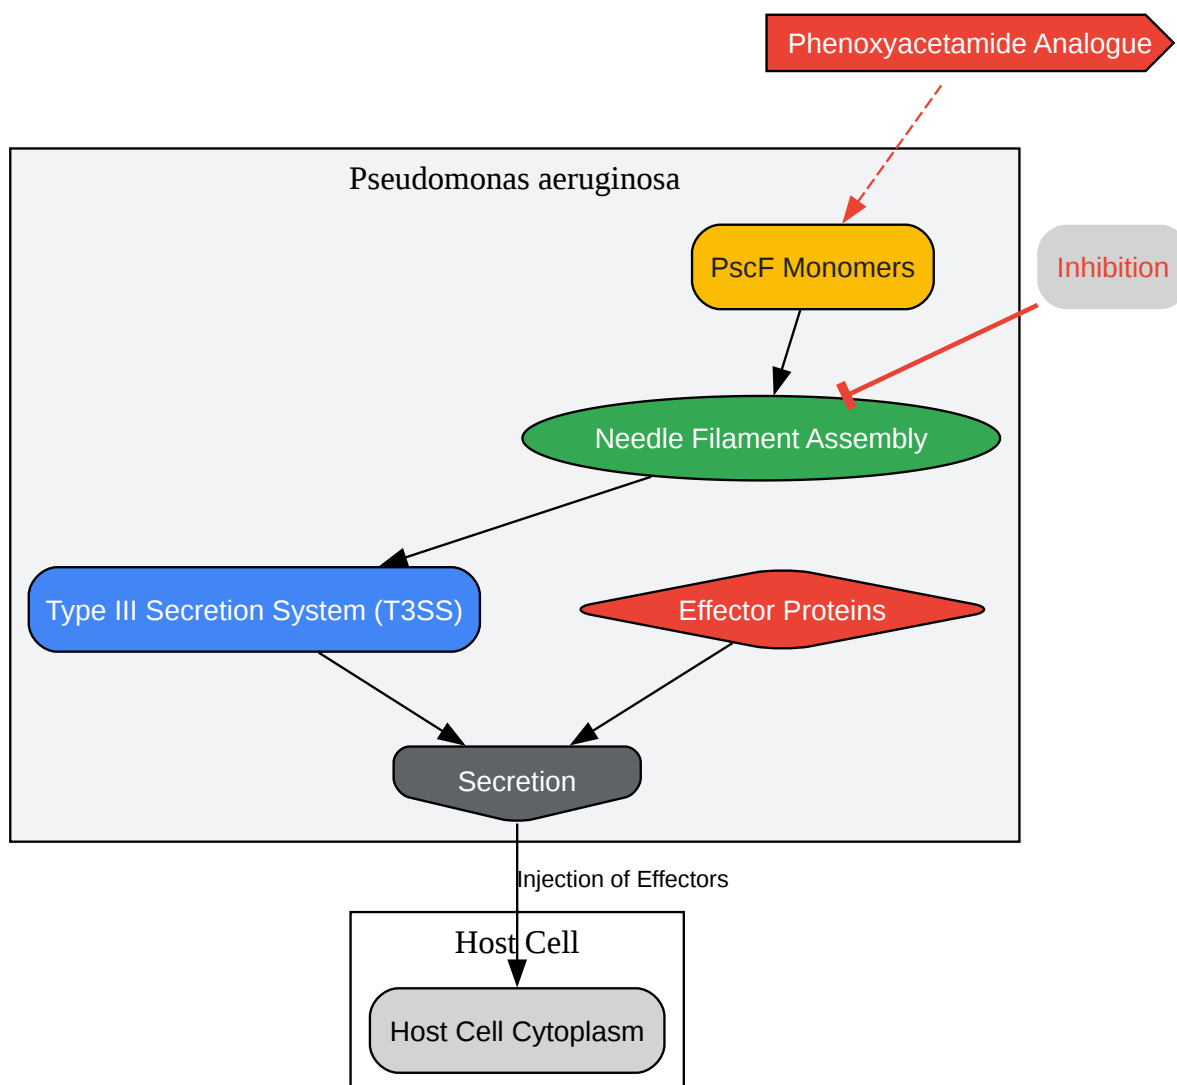 Phenoxyacetamide Analogue
Pseudomonas aeruginosa
PscF Monomers
Inhibition
Needle Filament Assembly
Type III Secretion System (T3SS)
Effector Proteins
Secretion
Injection of Effectors
Host Cell
Host Cell Cytoplasm